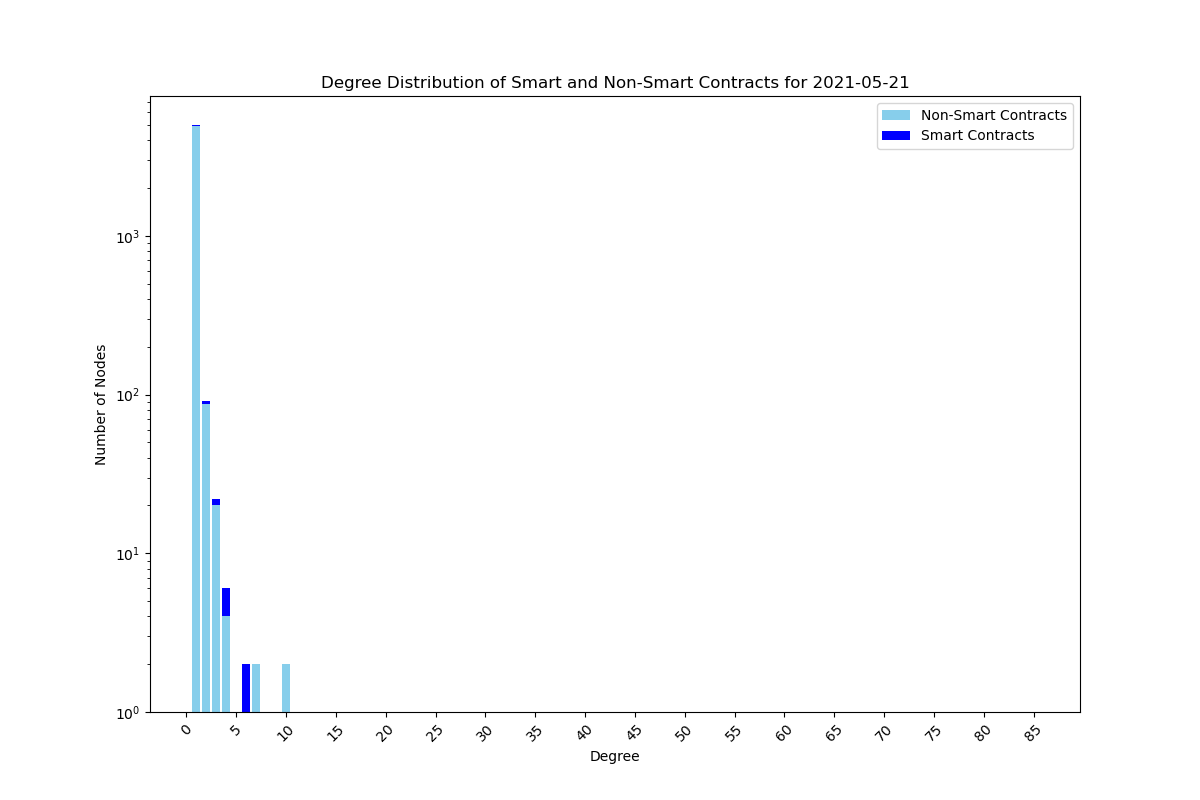 Degree Distribution of Smart and Non-Smart Contracts for 2021-05-21
Non-Smart Contracts
Smart Contracts
Number of Nodes
10³
10²
10¹
10⁰
0 5 10 15 20 25 30 35 40 45 50 55 60 65 70 75 80 85
Degree